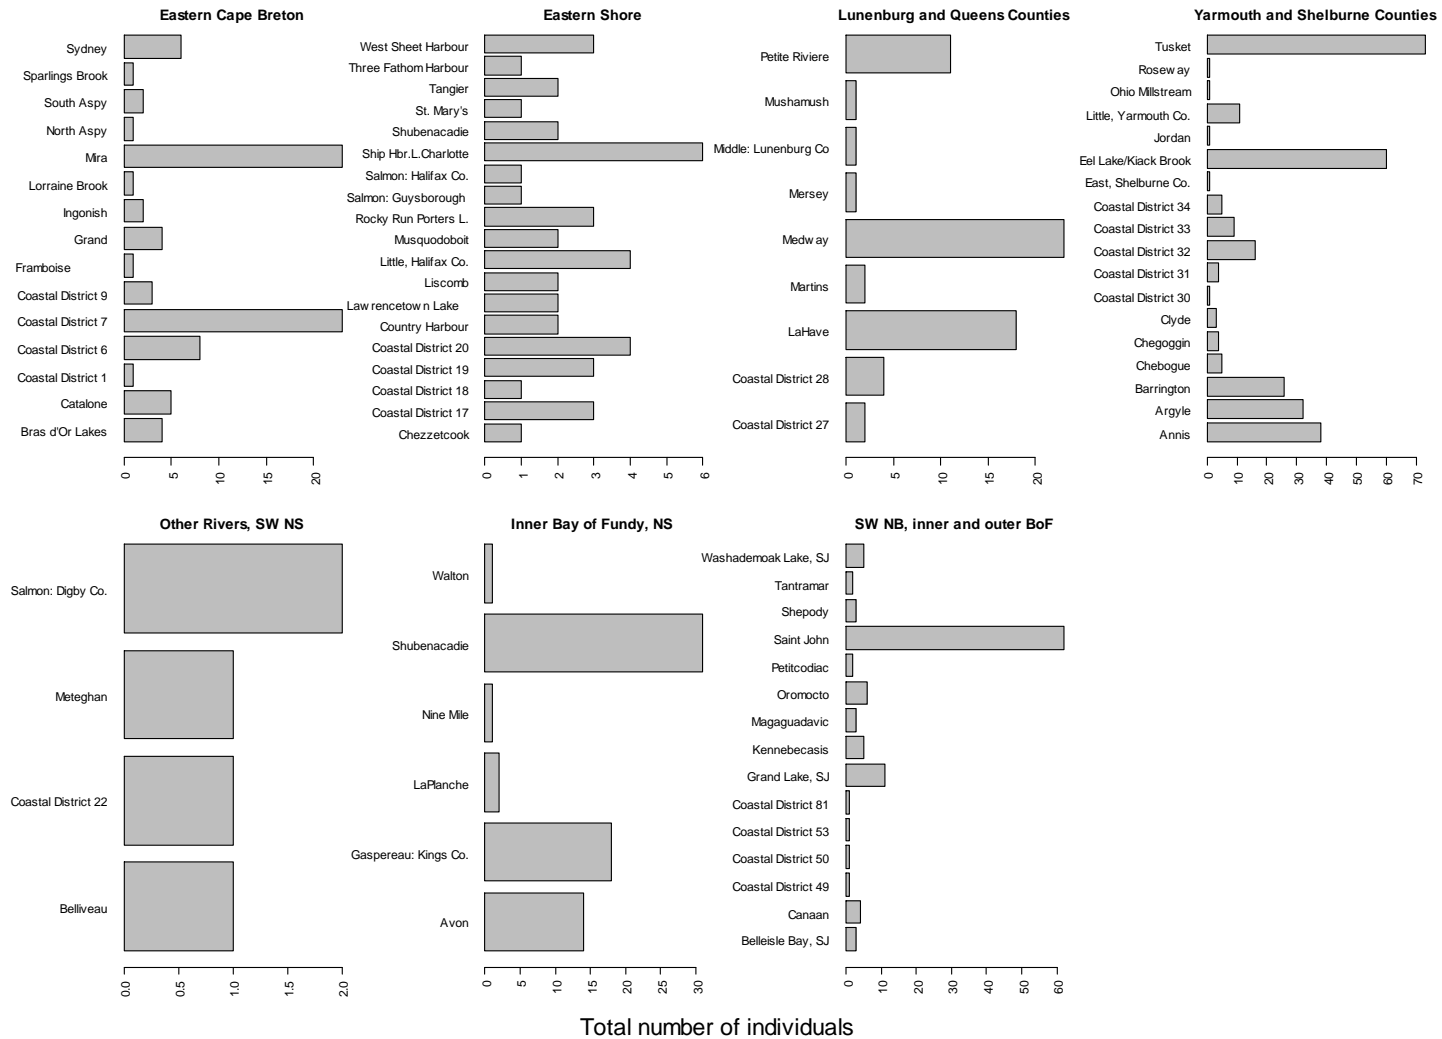 Eastern Cape Breton
Sydney
Sparlings Brook
South Aspy
North Aspy
Mira
Lorraine Brook
Ingonish
Grand
Framboise
Coastal District 9
Coastal District 7
Coastal District 6
Coastal District 1
Catalone
Bras d'Or Lakes
0 5 10 15 20
Eastern Shore
West Sheet Harbour
Three Fathom Harbour
Tangier
St. Mary's
Shubenacadie
Ship Hbr.L.Charlotte
Salmon: Halifax Co.
Salmon: Guysborough
Rocky Run Porters L.
Musquodoboit
Little, Halifax Co.
Liscomb
Lawrencetown Lake
Country Harbour
Coastal District 20
Coastal District 19
Coastal District 18
Coastal District 17
Chezzetcook
0 1 2 3 4 5 6
Lunenburg and Queens Counties
Petite Riviere
Mushamush
Middle: Lunenburg Co
Mersey
Medway
Martins
LaHave
Coastal District 28
Coastal District 27
0 5 10 15 20
Yarmouth and Shelburne Counties
Tusket
Roseway
Ohio Millstream
Little, Yarmouth Co.
Jordan
Eel Lake/Kiack Brook
East, Shelburne Co.
Coastal District 34
Coastal District 33
Coastal District 32
Coastal District 31
Coastal District 30
Clyde
Chegoggin
Chebogue
Barrington
Argyle
Annis
0 10 20 30 40 50 60 70
Other Rivers, SW NS
Salmon: Digby Co.
Meteghan
Coastal District 22
Belliveau
0.0 0.5 1.0 1.5 2.0
Inner Bay of Fundy, NS
Walton
Shubenacadie
Nine Mile
LaPlanche
Gaspereau: Kings Co.
Avon
0 5 10 15 20 25 30
SW NB, inner and outer BoF
Washademoak Lake, SJ
Tantramar
Shepody
Saint John
Petitcodiac
Oromocto
Magaguadavic
Kennebecasis
Grand Lake, SJ
Coastal District 81
Coastal District 53
Coastal District 50
Coastal District 49
Canaan
Belleisle Bay, SJ
0 10 20 30 40 50 60
Total number of individuals